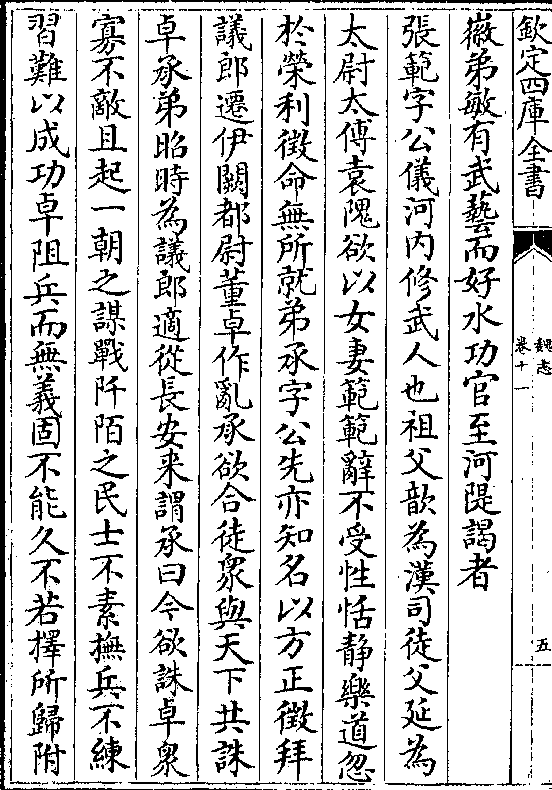 欽定四庫全書
魏志
卷十一
五
徽弟敏有武藝而好水功官至河隄謁者
張範字公儀河内修武人也祖父歆為漢司徒父延為
太尉太傅袁隗欲以女妻範範辭不受性恬静樂道忽
於榮利徵命無所就弟承字公先亦知名以方正徵拜
議郎遷伊闕都尉董卓作亂承欲合徒衆與天下共誅
卓承弟昭時為議郎適從長安来謂承曰今欲誅卓衆
寡不敵且起一朝之謀戰阡陌之民士不素撫兵不練
習難以成功卓阻兵而無義固不能久不若擇所歸附